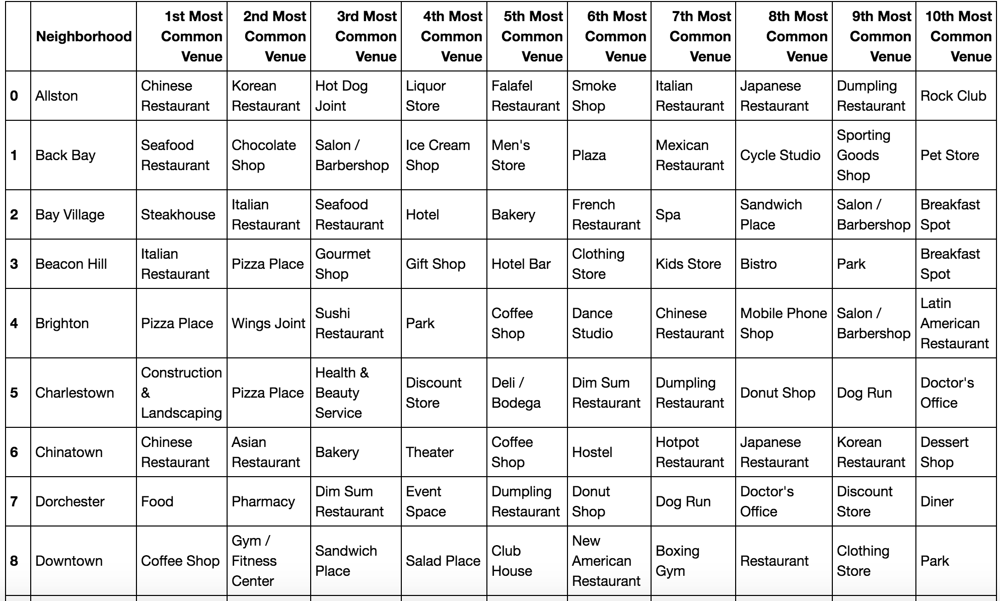 Neighborhood | 1st Most Common Venue | 2nd Most Common Venue | 3rd Most Common Venue | 4th Most Common Venue | 5th Most Common Venue | 6th Most Common Venue | 7th Most Common Venue | 8th Most Common Venue | 9th Most Common Venue | 10th Most Common Venue
0 | Allston | Chinese Restaurant | Korean Restaurant | Hot Dog Joint | Liquor Store | Falafel Restaurant | Smoke Shop | Italian Restaurant | Japanese Restaurant | Dumpling Restaurant | Rock Club
1 | Back Bay | Seafood Restaurant | Chocolate Shop | Salon / Barbershop | Ice Cream Shop | Men's Store | Plaza | Mexican Restaurant | Cycle Studio | Sporting Goods Shop | Pet Store
2 | Bay Village | Steakhouse | Italian Restaurant | Seafood Restaurant | Hotel | Bakery | French Restaurant | Spa | Sandwich Place | Salon / Barbershop | Breakfast Spot
3 | Beacon Hill | Italian Restaurant | Pizza Place | Gourmet Shop | Gift Shop | Hotel Bar | Clothing Store | Kids Store | Bistro | Park | Breakfast Spot
4 | Brighton | Pizza Place | Wings Joint | Sushi Restaurant | Park | Coffee Shop | Dance Studio | Chinese Restaurant | Mobile Phone Shop | Salon / Barbershop | Latin American Restaurant
5 | Charlestown | Construction & Landscaping | Pizza Place | Health & Beauty Service | Discount Store | Deli / Bodega | Dim Sum Restaurant | Dumpling Restaurant | Donut Shop | Dog Run | Doctor's Office
6 | Chinatown | Chinese Restaurant | Asian Restaurant | Bakery | Theater | Coffee Shop | Hostel | Hotpot Restaurant | Japanese Restaurant | Korean Restaurant | Dessert Shop
7 | Dorchester | Food | Pharmacy | Dim Sum Restaurant | Event Space | Dumpling Restaurant | Donut Shop | Dog Run | Doctor's Office | Discount Store | Diner
8 | Downtown | Coffee Shop | Gym / Fitness Center | Sandwich Place | Salad Place | Club House | New American Restaurant | Boxing Gym | Restaurant | Clothing Store | Park